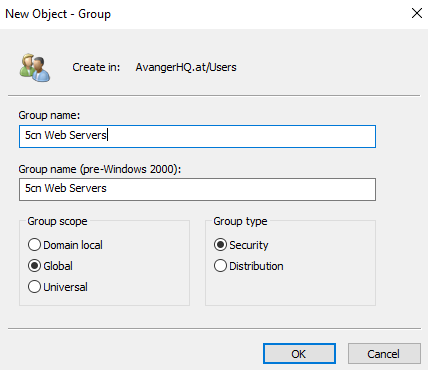 New Object - Group
Create in: AvangerHQ.at/Users
Group name:
5cn Web Servers
Group name (pre-Windows 2000):
5cn Web Servers
Group scope
Domain local
Global
Universal
Group type
Security
Distribution
OK
Cancel